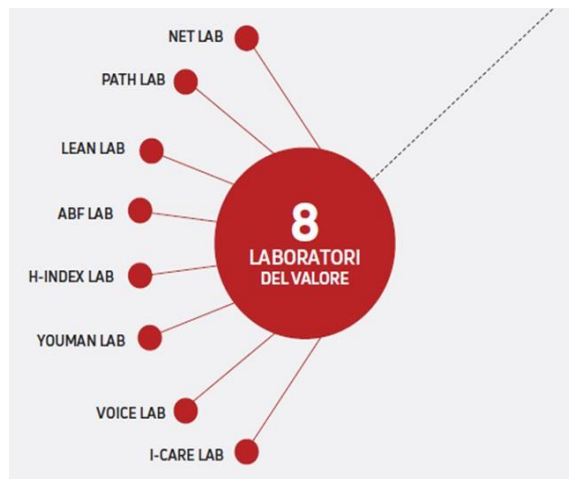 NET LAB
PATH LAB
LEAN LAB
ABF LAB
H-INDEX LAB
YOUMAN LAB
VOICE LAB
I-CARE LAB
8
LABORATORI
DEL VALORE